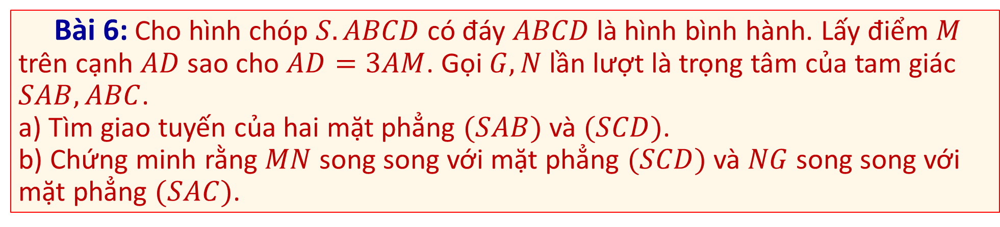 Bài 6: Cho hình chóp S.ABCD có đáy ABCD là hình bình hành. Lấy điểm M
trên cạnh AD sao cho AD = 3AM. Gọi G, N lần lượt là trọng tâm của tam giác
SAB, ABC.
a) Tìm giao tuyến của hai mặt phẳng (SAB) và (SCD).
b) Chứng minh rằng MN song song với mặt phẳng (SCD) và NG song song với
mặt phẳng (SAC).